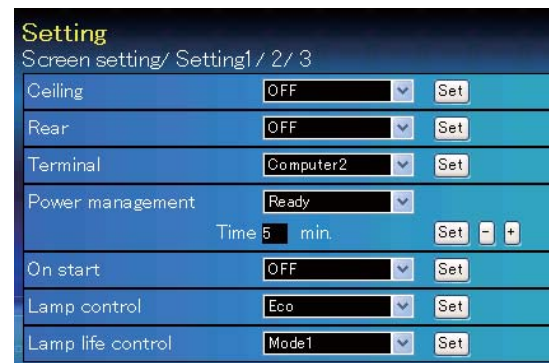 Setting
Screen setting/ Setting1/ 2/ 3
Ceiling OFF Set
Rear OFF Set
Terminal Computer2 Set
Power management Ready
Time 5 min. Set - +
On start OFF Set
Lamp control Eco Set
Lamp life control Mode1 Set